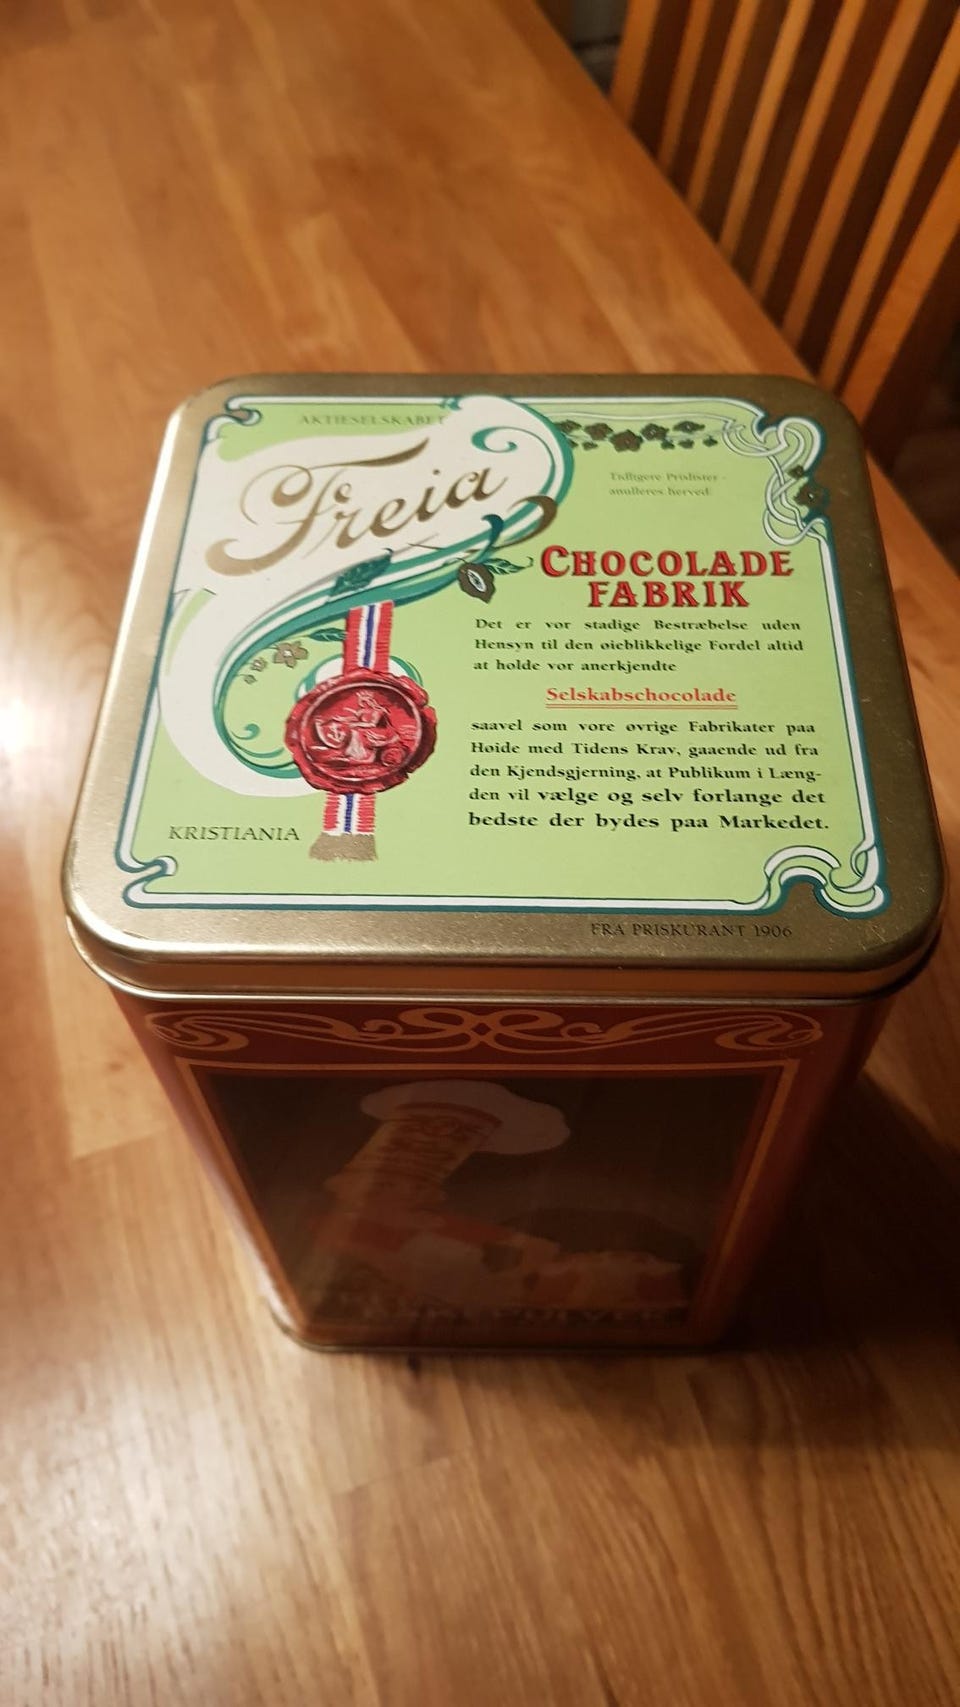 AKTIESELSKABET
Freia
Tidligere Prislister
anulleres herved!
CHOCOLADE
FABRIK
Det er vor stadige Bestræbelse uden
Hensyn til den øieblikkelige Fordel altid
at holde vor anerkjendte
Selskabschocolade
saavel som vore øvrige Fabrikater paa
Høide med Tidens Krav, gaaende ud fra
den Kjendsgjerning, at Publikum i Læng-
den vil vælge og selv forlange det
bedste der bydes paa Markedet.
KRISTIANIA
FRA PRISKURANT 1906